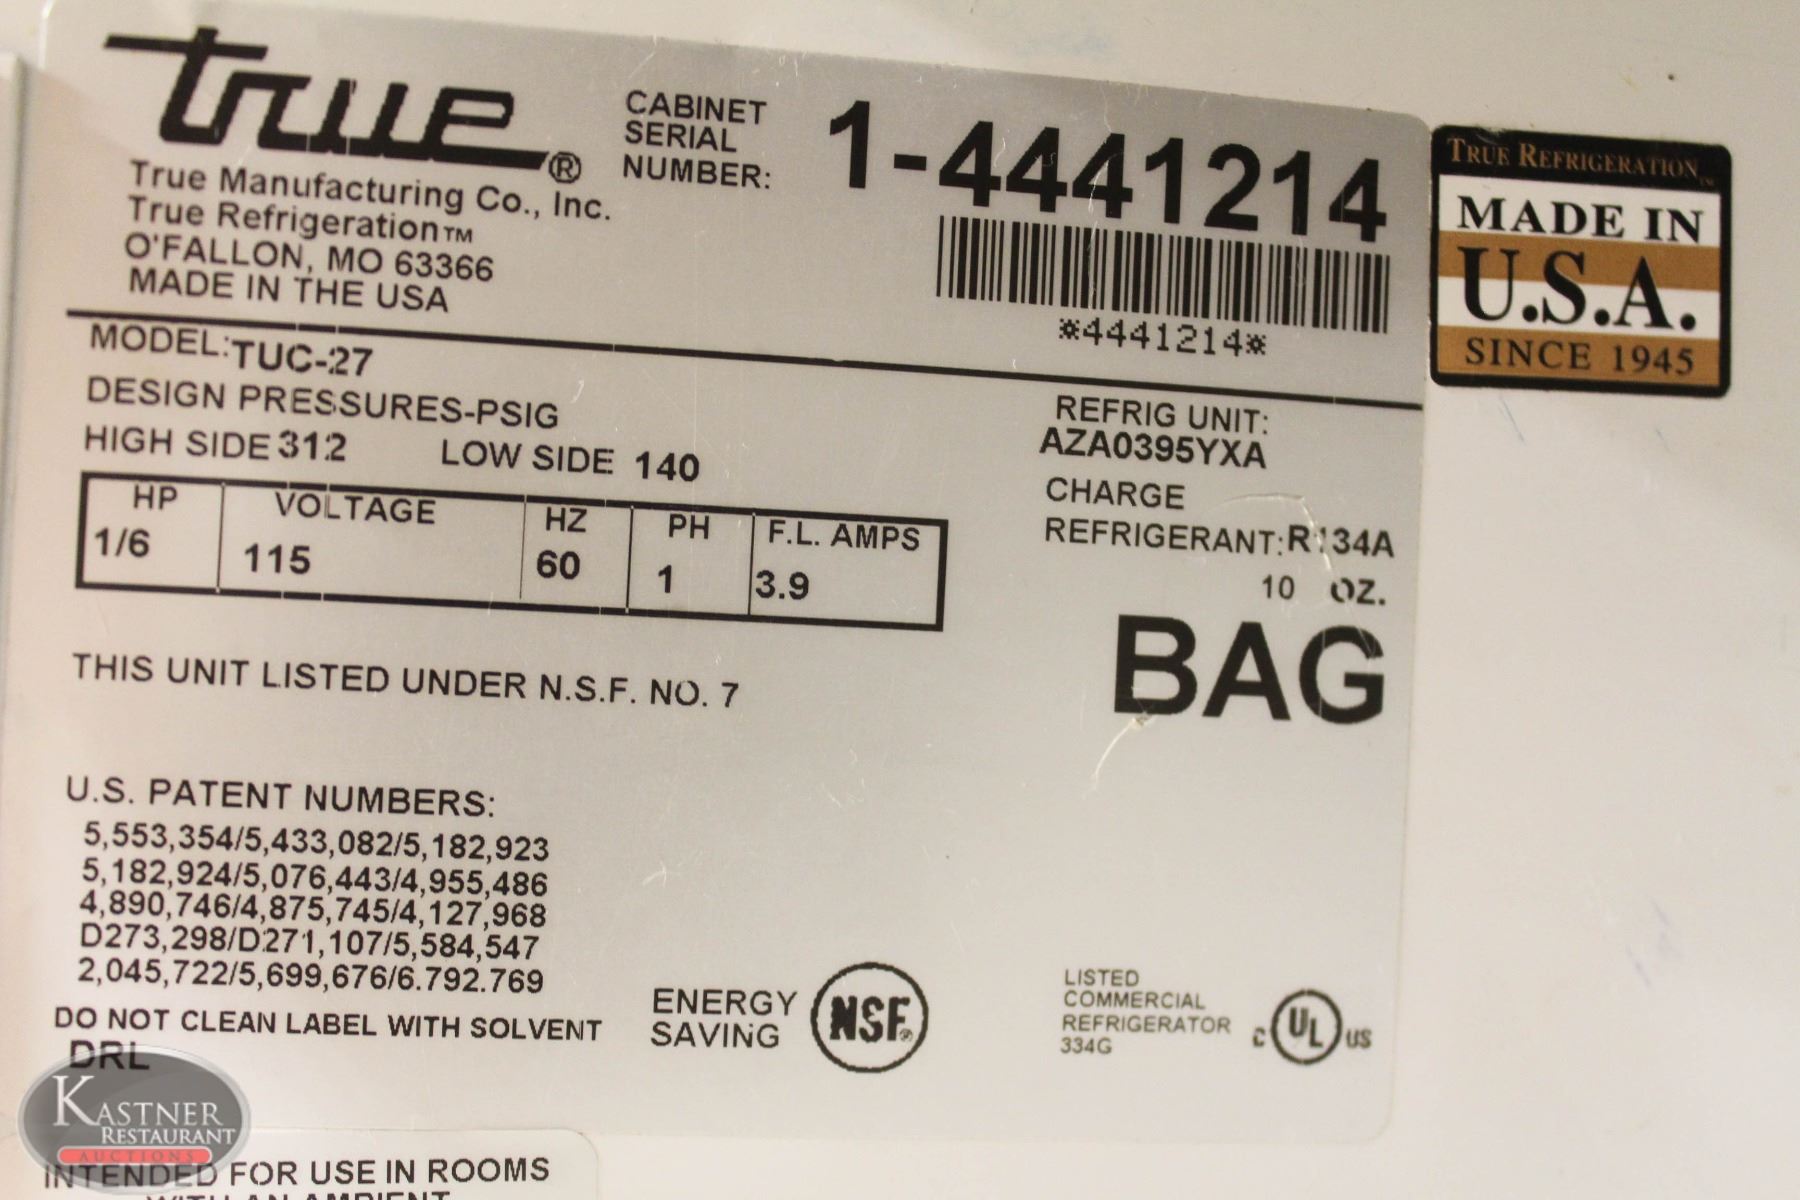 true®
True Manufacturing Co., Inc.
True Refrigeration™
O'FALLON, MO 63366
MADE IN THE USA
CABINET
SERIAL
NUMBER:
1-4441214
*4441214*
TRUE REFRIGERATION
MADE IN
U.S.A.
SINCE 1945
MODEL: TUC-27
DESIGN PRESSURES-PSIG
HIGH SIDE 312 LOW SIDE 140
HP VOLTAGE HZ PH F.L. AMPS
1/6 115 60 1 3.9
REFRIG UNIT:
AZA0395YXA
CHARGE
REFRIGERANT: R134A
10 OZ.
BAG
THIS UNIT LISTED UNDER N.S.F. NO. 7
U.S. PATENT NUMBERS:
5,553,354/5,433,082/5,182,923
5,182,924/5,076,443/4,955,486
4,890,746/4,875,745/4,127,968
D273,298/D271,107/5,584,547
2,045,722/5,699,676/6.792.769
DO NOT CLEAN LABEL WITH SOLVENT
DRL
ENERGY
SAVING
NSF®
LISTED
COMMERCIAL
REFRIGERATOR
334G
C UL US
KASTNER
RESTAURANT
AUCTIONS
INTENDED FOR USE IN ROOMS
WITH AN AMBIENT